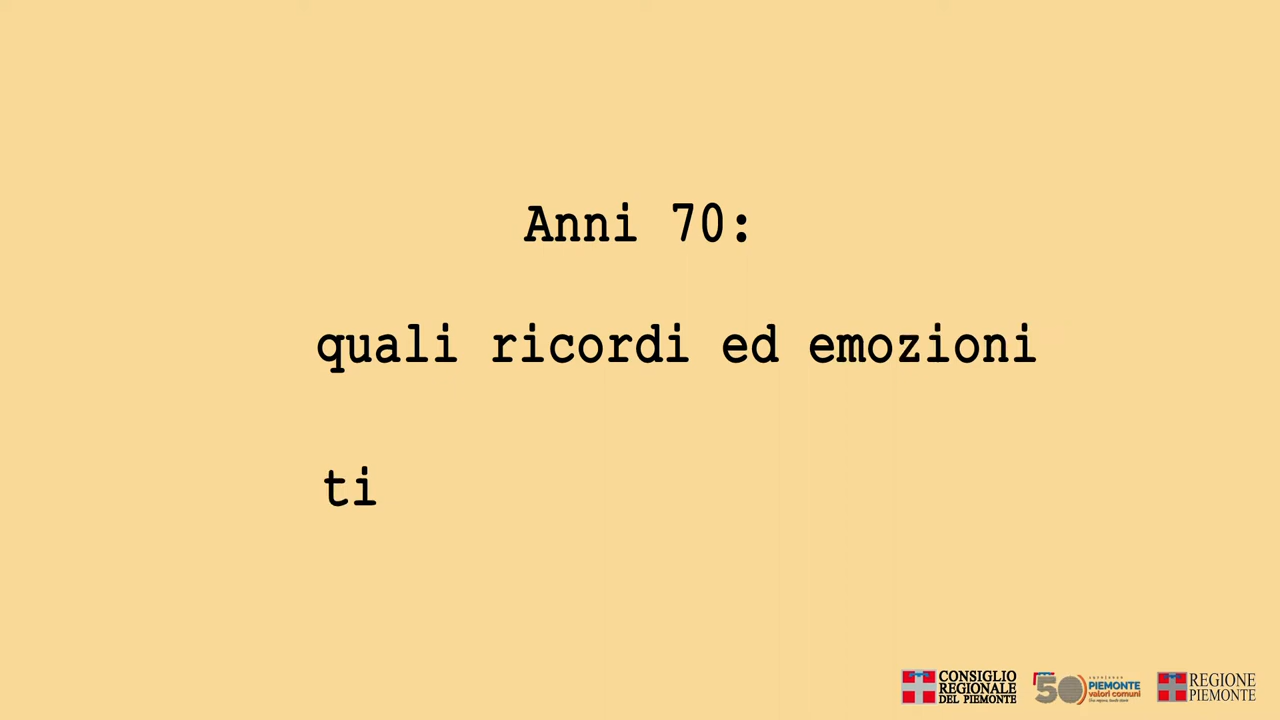 Anni 70:
quali ricordi ed emozioni
ti
CONSIGLIO
REGIONALE
DEL PIEMONTE
50
PIEMONTE
valori comuni
REGIONE
PIEMONTE